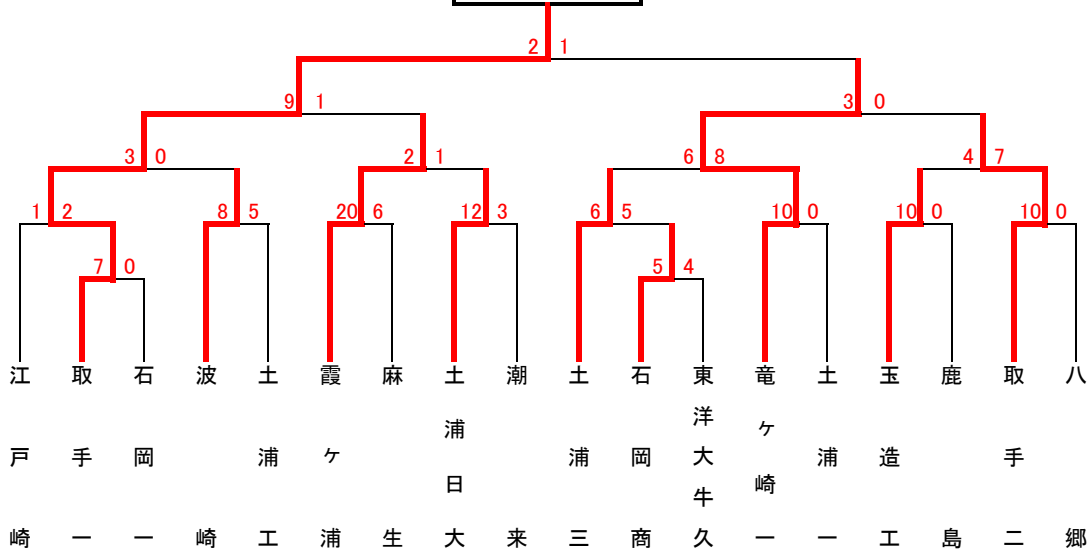 2 1
9 1
3 0
3 0
2 1
6 8
4 7
1 2
8 5
20 6
12 3
6 5
10 0
10 0
10 0
7 0
5 4
江戸崎
取手一
石岡一
波崎
土浦工
霞ケ浦
麻生
土浦日大
潮来
土浦三
石岡商
東洋大牛久
竜ケ崎一
土浦一
玉造工
鹿島
取手二
八郷